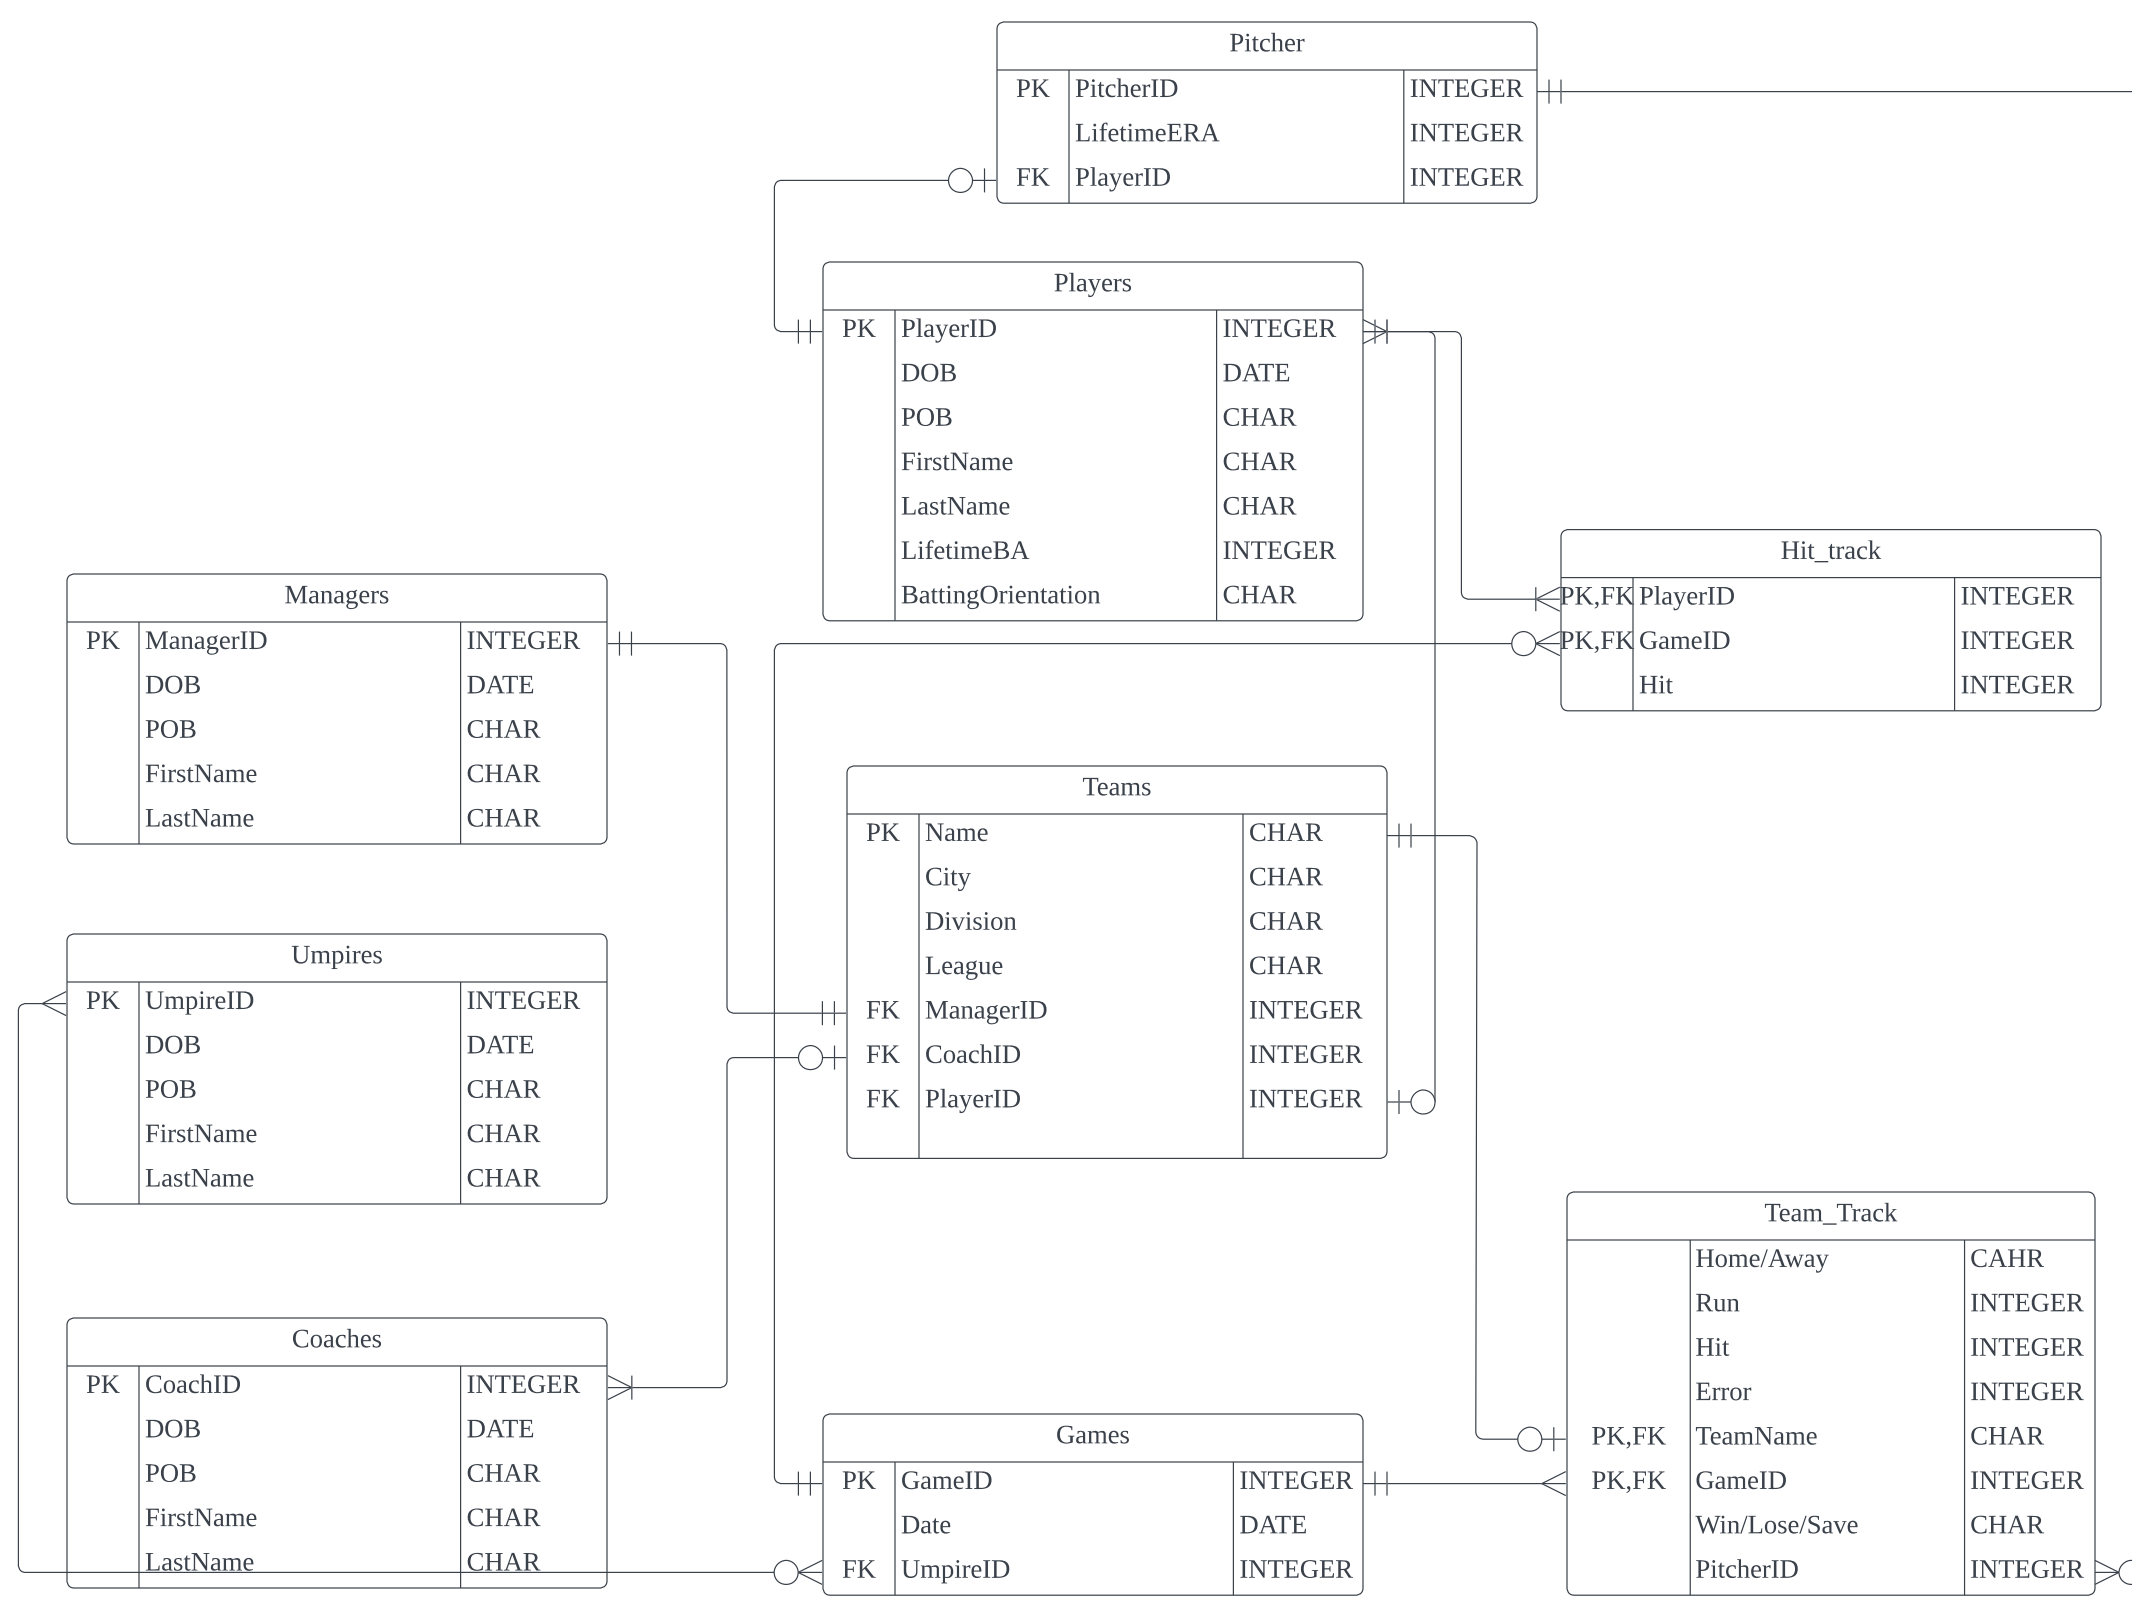 Pitcher
PK PitcherID INTEGER
LifetimeERA INTEGER
FK PlayerID INTEGER
Players
PK PlayerID INTEGER
DOB DATE
POB CHAR
FirstName CHAR
LastName CHAR
LifetimeBA INTEGER
BattingOrientation CHAR
Hit_track
PK,FK PlayerID INTEGER
PK,FK GameID INTEGER
Hit INTEGER
Managers
PK ManagerID INTEGER
DOB DATE
POB CHAR
FirstName CHAR
LastName CHAR
Teams
PK Name CHAR
City CHAR
Division CHAR
League CHAR
FK ManagerID INTEGER
FK CoachID INTEGER
FK PlayerID INTEGER
Umpires
PK UmpireID INTEGER
DOB DATE
POB CHAR
FirstName CHAR
LastName CHAR
Team_Track
Home/Away CAHR
Run INTEGER
Hit INTEGER
Error INTEGER
PK,FK TeamName CHAR
PK,FK GameID INTEGER
Win/Lose/Save CHAR
PitcherID INTEGER
Coaches
PK CoachID INTEGER
DOB DATE
POB CHAR
FirstName CHAR
LastName CHAR
Games
PK GameID INTEGER
Date DATE
FK UmpireID INTEGER